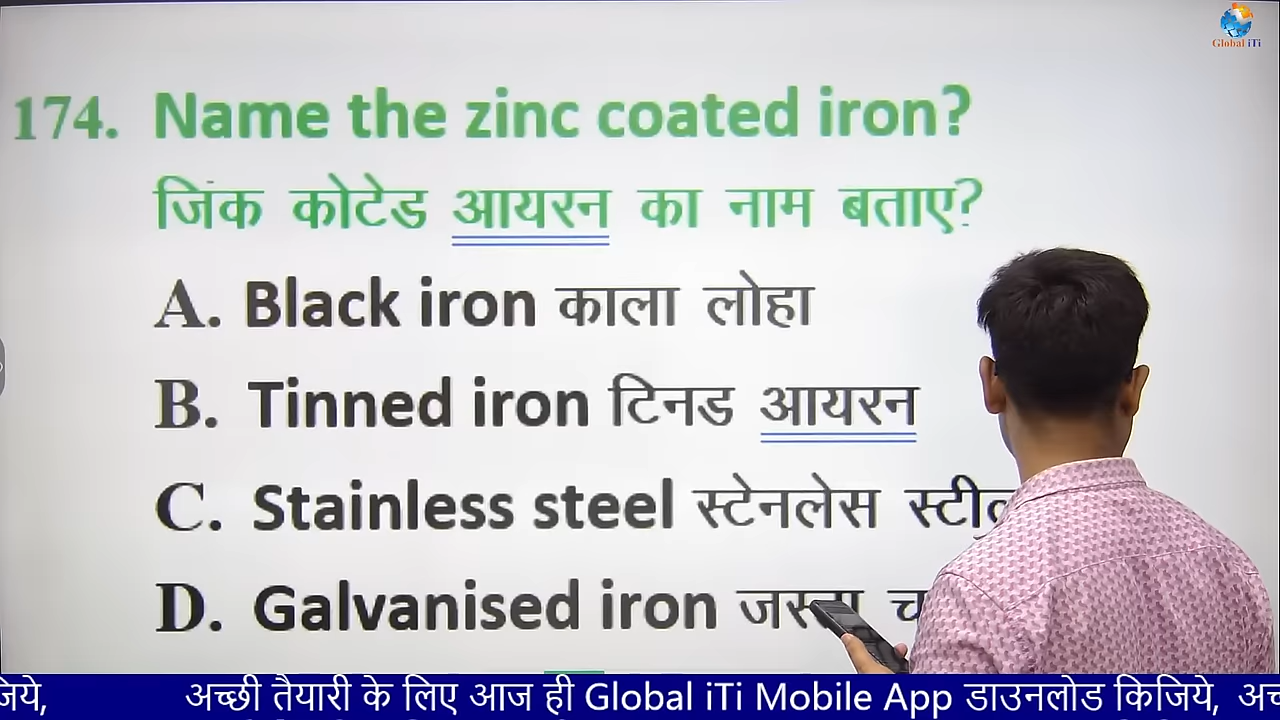 Global iTi
174. Name the zinc coated iron?
जिंक कोटेड आयरन का नाम बताए?
A. Black iron काला लोहा
B. Tinned iron टिनड आयरन
C. Stainless steel स्टेनलेस
D. Galvanised iron
जिये, अच्छी तैयारी के लिए आज ही Global iTi Mobile App डाउनलोड किजिये,